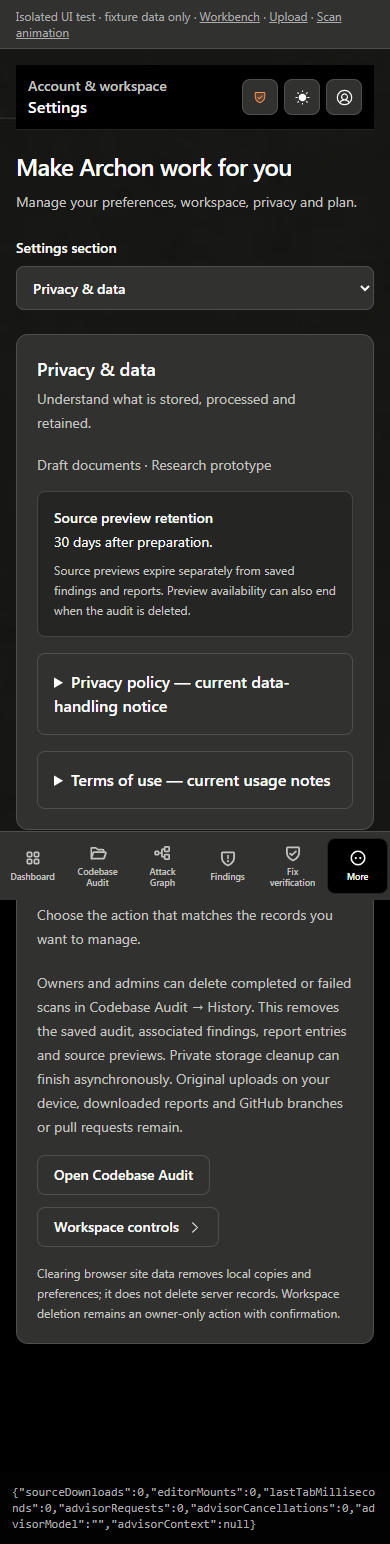 Isolated UI test · fixture data only · Workbench · Upload · Scan
animation
Account & workspace
Settings
Make Archon work for you
Manage your preferences, workspace, privacy and plan.
Settings section
Privacy & data
Privacy & data
Understand what is stored, processed and
retained.
Draft documents · Research prototype
Source preview retention
30 days after preparation.
Source previews expire separately from saved
findings and reports. Preview availability can also end
when the audit is deleted.
▶ Privacy policy — current data-
handling notice
▶ Terms of use — current usage notes
Dashboard
Codebase
Audit
Attack
Graph
Findings
Fix
verification
More
Choose the action that matches the records you
want to manage.
Owners and admins can delete completed or failed
scans in Codebase Audit → History. This removes
the saved audit, associated findings, report entries
and source previews. Private storage cleanup can
finish asynchronously. Original uploads on your
device, downloaded reports and GitHub branches
or pull requests remain.
Open Codebase Audit
Workspace controls
Clearing browser site data removes local copies and
preferences; it does not delete server records. Workspace
deletion remains an owner-only action with confirmation.
{"sourceDownloads":0,"editorMounts":0,"lastTabMilliseco
nds":0,"advisorRequests":0,"advisorCancellations":0,"ad
visorModel":"","advisorContext":null}